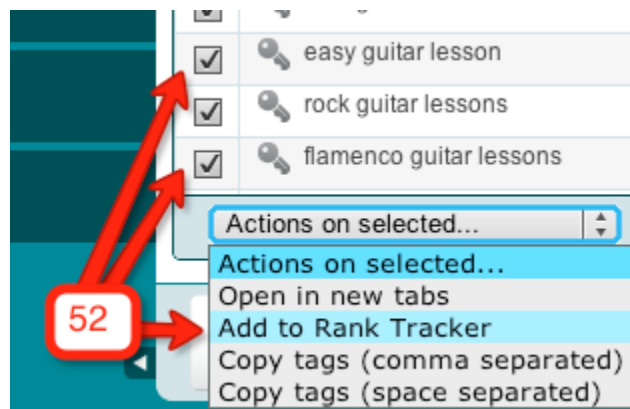 easy guitar lesson
rock guitar lessons
flamenco guitar lessons
Actions on selected...
Actions on selected...
Open in new tabs
52
Add to Rank Tracker
Copy tags (comma separated)
Copy tags (space separated)